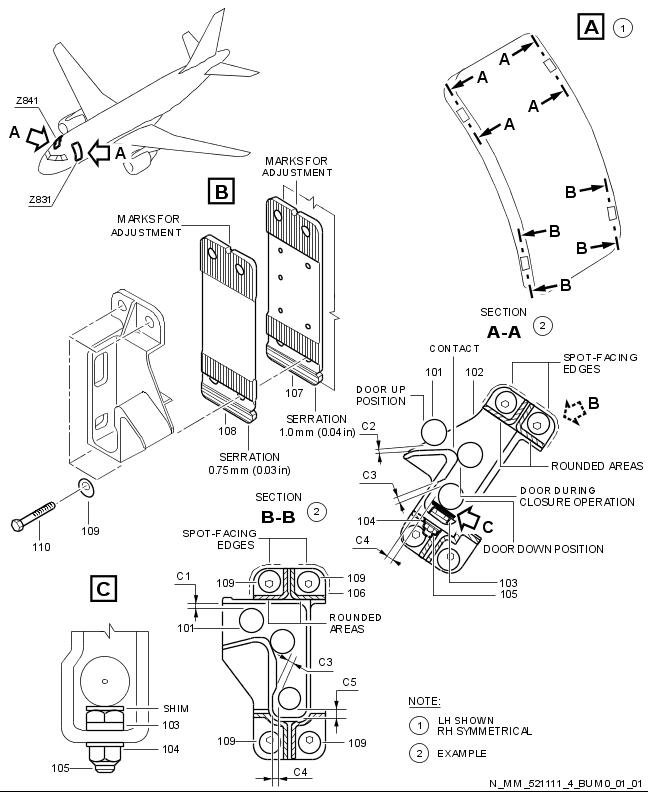 A
1
Z841
A
A
Z831
A
A
A
A
B
B
B
B
B
MARKS FOR
ADJUSTMENT
MARKS FOR
ADJUSTMENT
107
SERRATION
1.0 mm (0.04 in)
108
SERRATION
0.75 mm (0.03 in)
109
110
SECTION
A-A
2
CONTACT
101
102
SPOT-FACING
EDGES
DOOR UP
POSITION
B
C2
C3
ROUNDED AREAS
DOOR DURING
CLOSURE OPERATION
104
C
C4
DOOR DOWN POSITION
103
105
SECTION
B-B
2
SPOT-FACING
EDGES
C1
109
109
106
101
ROUNDED
AREAS
C3
C5
109
109
C4
C
SHIM
103
104
105
NOTE:
1 LH SHOWN
RH SYMMETRICAL
2 EXAMPLE
N_MM_521111_4_BUM0_01_01